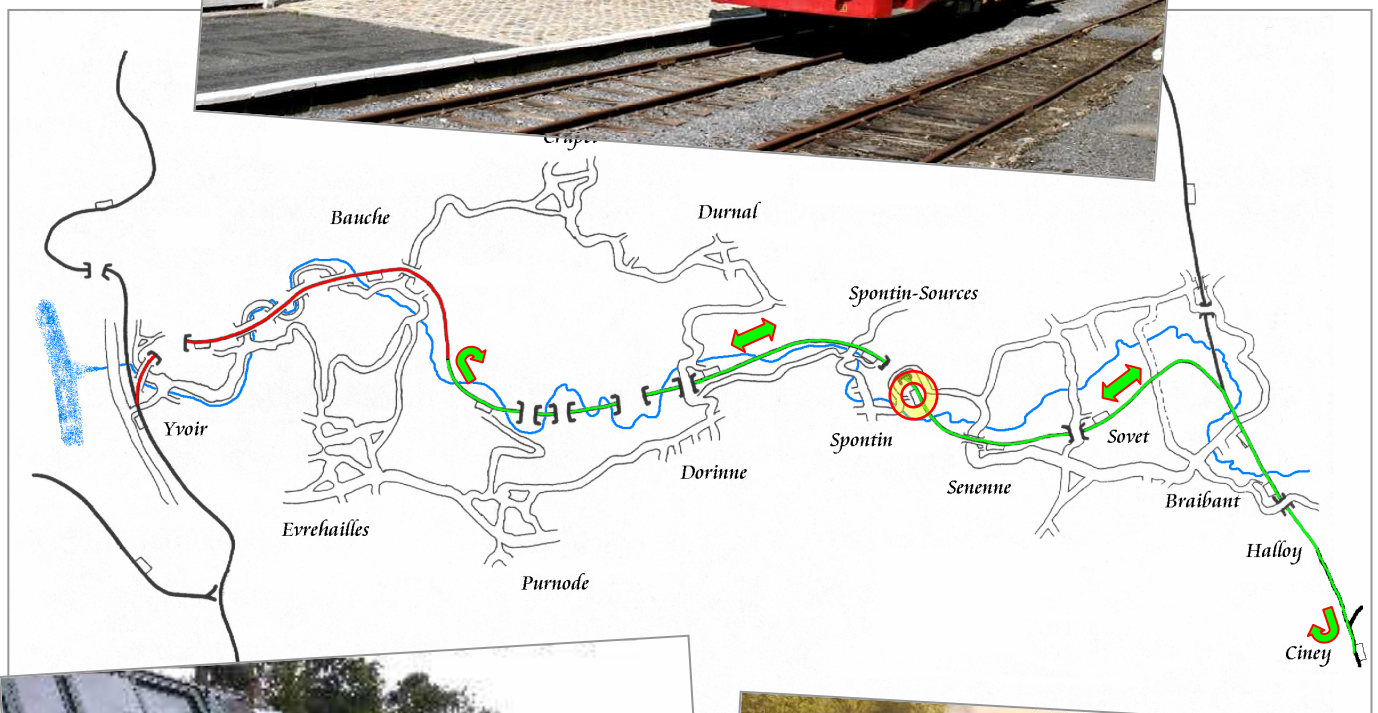 Bauche
Durnal
Spontin-Sources
Yvoir
Spontin
Sovet
Dorinne
Senenne
Braibant
Evrehailles
Halloy
Purnode
Ciney